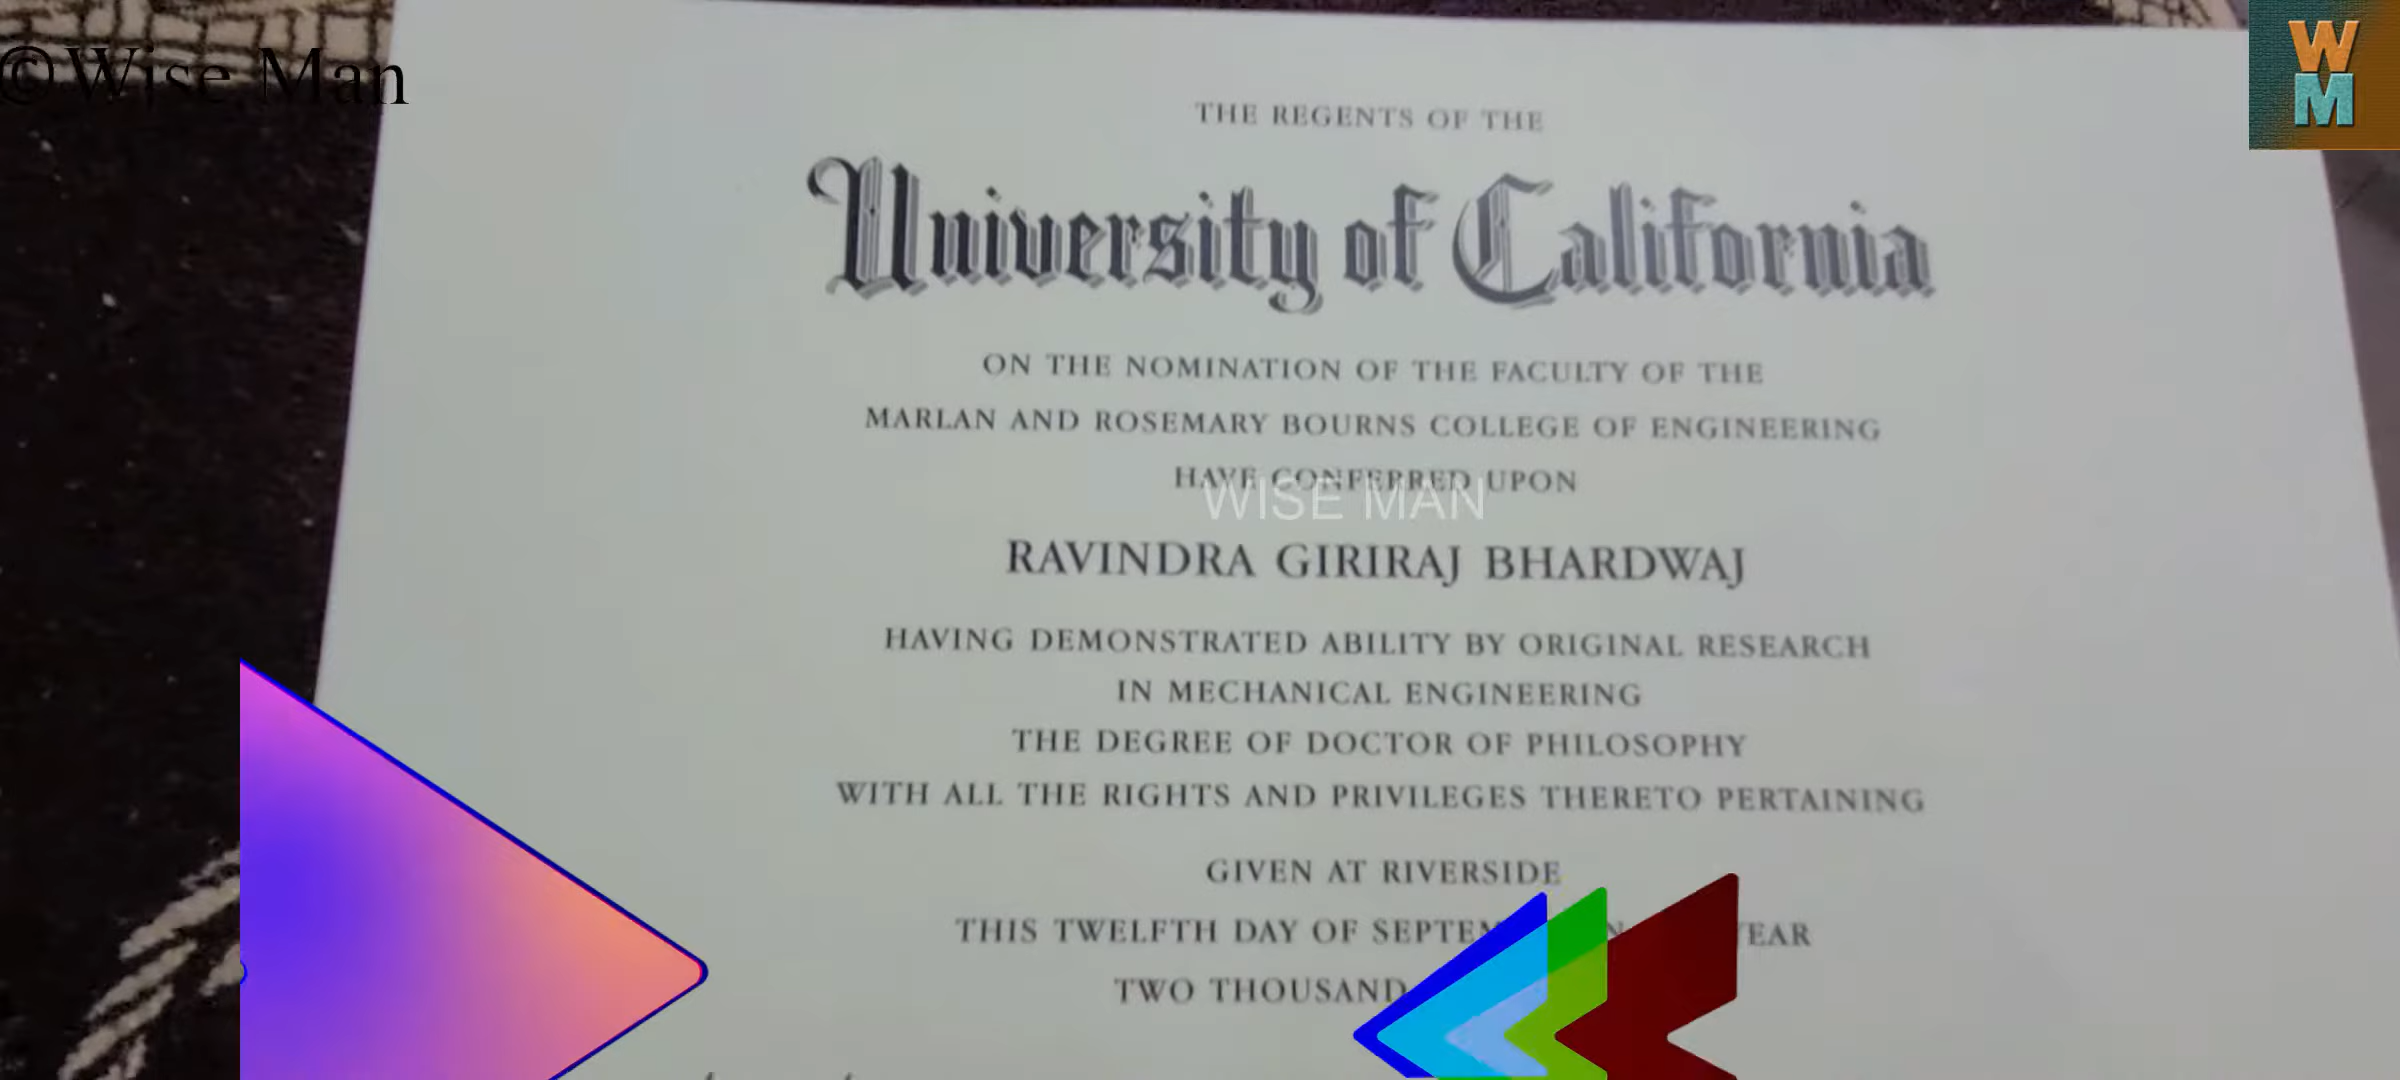 ©Wise Man
W
M
THE REGENTS OF THE
University of California
ON THE NOMINATION OF THE FACULTY OF THE
MARLAN AND ROSEMARY BOURNS COLLEGE OF ENGINEERING
HAVE CONFERRED UPON
WISE MAN
RAVINDRA GIRIRAJ BHARDWAJ
HAVING DEMONSTRATED ABILITY BY ORIGINAL RESEARCH
IN MECHANICAL ENGINEERING
THE DEGREE OF DOCTOR OF PHILOSOPHY
WITH ALL THE RIGHTS AND PRIVILEGES THERETO PERTAINING
GIVEN AT RIVERSIDE
THIS TWELFTH DAY OF
TWO THOUSAND